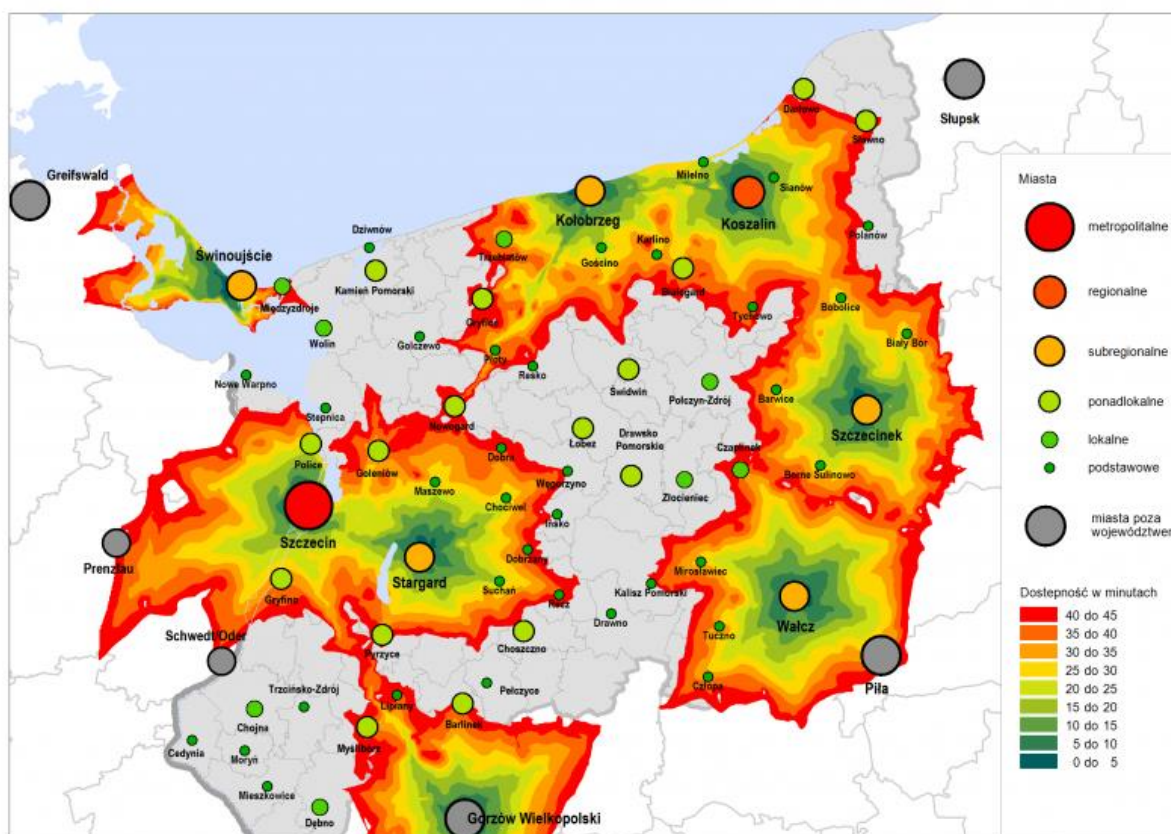 Darłowo
Słupsk
Sławno
Greifswald
Mielno
Sianów
Kołobrzeg
Koszalin
Dziwnów
Polanów
Trzebiatów
Karlino
Gościno
Świnoujście
Białogard
Kamień Pomorski
Międzyzdroje
Gryfice
Bobolice
Tychowo
Wolin
Golczewo
Biały Bór
Płoty
Resko
Nowe Warpno
Świdwin
Połczyn-Zdrój
Barwice
Stepnica
Nowogard
Szczecinek
Łobez
Drawsko
Pomorskie
Police
Goleniów
Dobra
Czaplinek
Węgorzyno
Borne Sulinowo
Maszewo
Złocieniec
Chociwel
Ińsko
Szczecin
Prenzlau
Dobrzany
Stargard
Mirosławiec
Suchań
Kalisz Pomorski
Gryfino
Recz
Drawno
Wałcz
Schwedt/Oder
Tuczno
Pyrzyce
Choszczno
Człopa
Piła
Trzcińsko-Zdrój
Pełczyce
Lipiany
Chojna
Barlinek
Myślibórz
Cedynia
Moryń
Mieszkowice
Dębno
Gorzów Wielkopolski
Miasta
metropolitalne
regionalne
subregionalne
ponadlokalne
lokalne
podstawowe
miasta poza
województwem
Dostępność w minutach
40 do 45
35 do 40
30 do 35
25 do 30
20 do 25
15 do 20
10 do 15
5 do 10
0 do 5